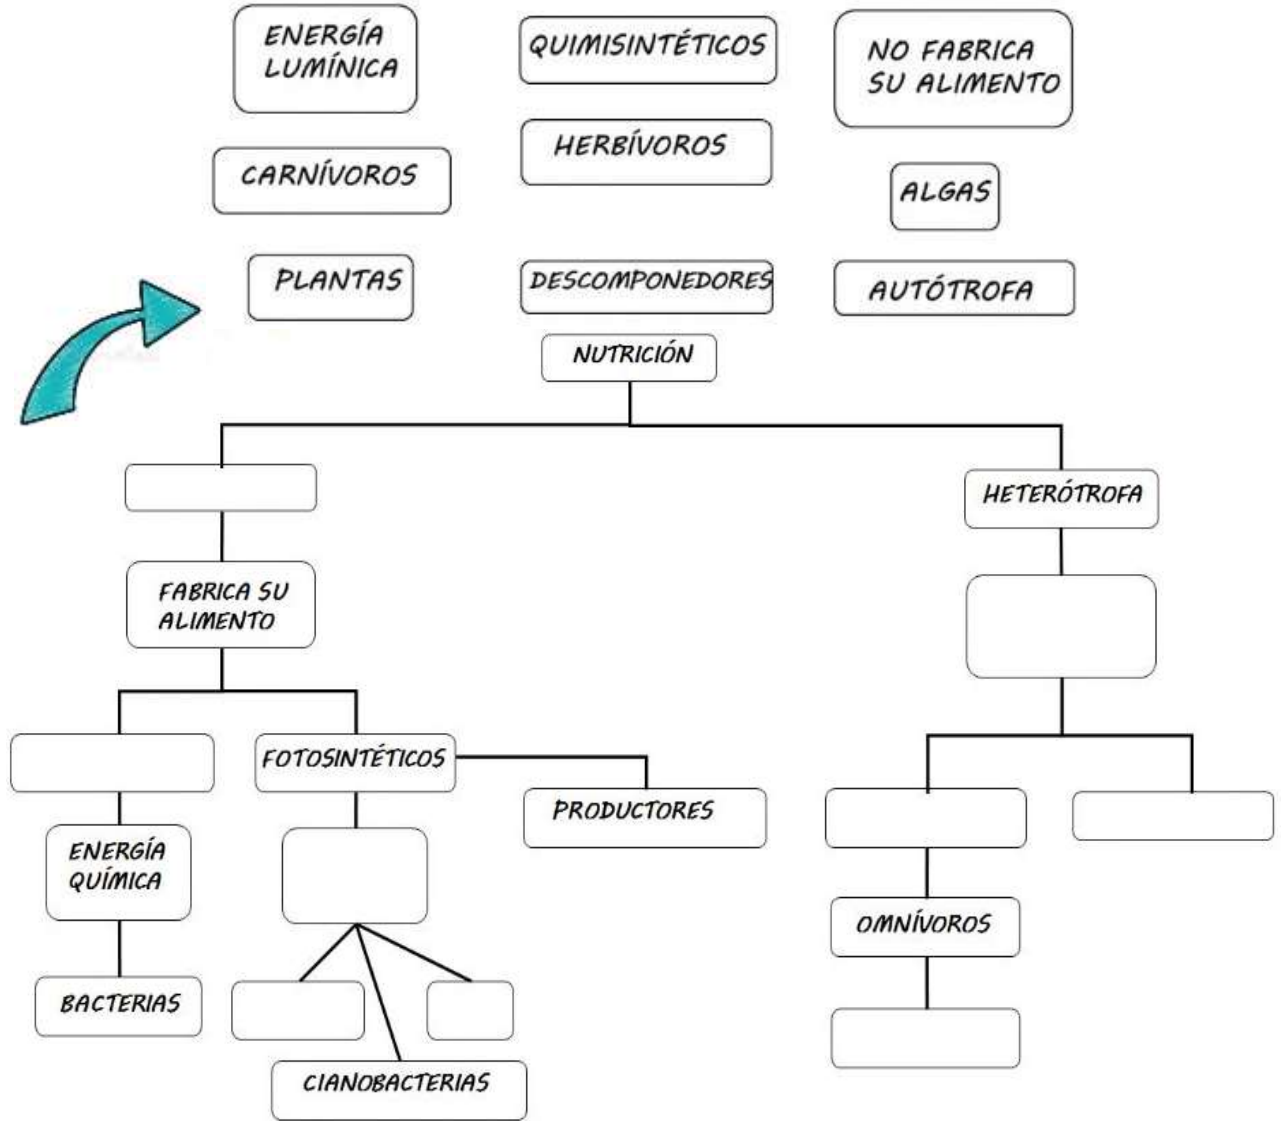 ENERGÍA
LUMÍNICA
QUIMISINTÉTICOS
NO FABRICA
SU ALIMENTO
CARNÍVOROS
HERBÍVOROS
ALGAS
PLANTAS
DESCOMPONEDORES
AUTÓTROFA
NUTRICIÓN
HETERÓTROFA
FABRICA SU
ALIMENTO
FOTOSINTÉTICOS
PRODUCTORES
ENERGÍA
QUÍMICA
OMNÍVOROS
BACTERIAS
CIANOBACTERIAS